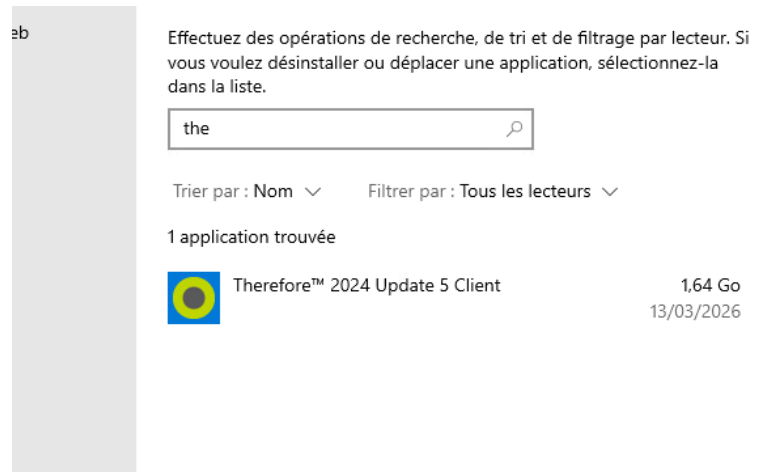 eb
Effectuez des opérations de recherche, de tri et de filtrage par lecteur. Si
vous voulez désinstaller ou déplacer une application, sélectionnez-la
dans la liste.
the
Trier par : Nom Filtrer par : Tous les lecteurs
1 application trouvée
Therefore™ 2024 Update 5 Client 1,64 Go
13/03/2026